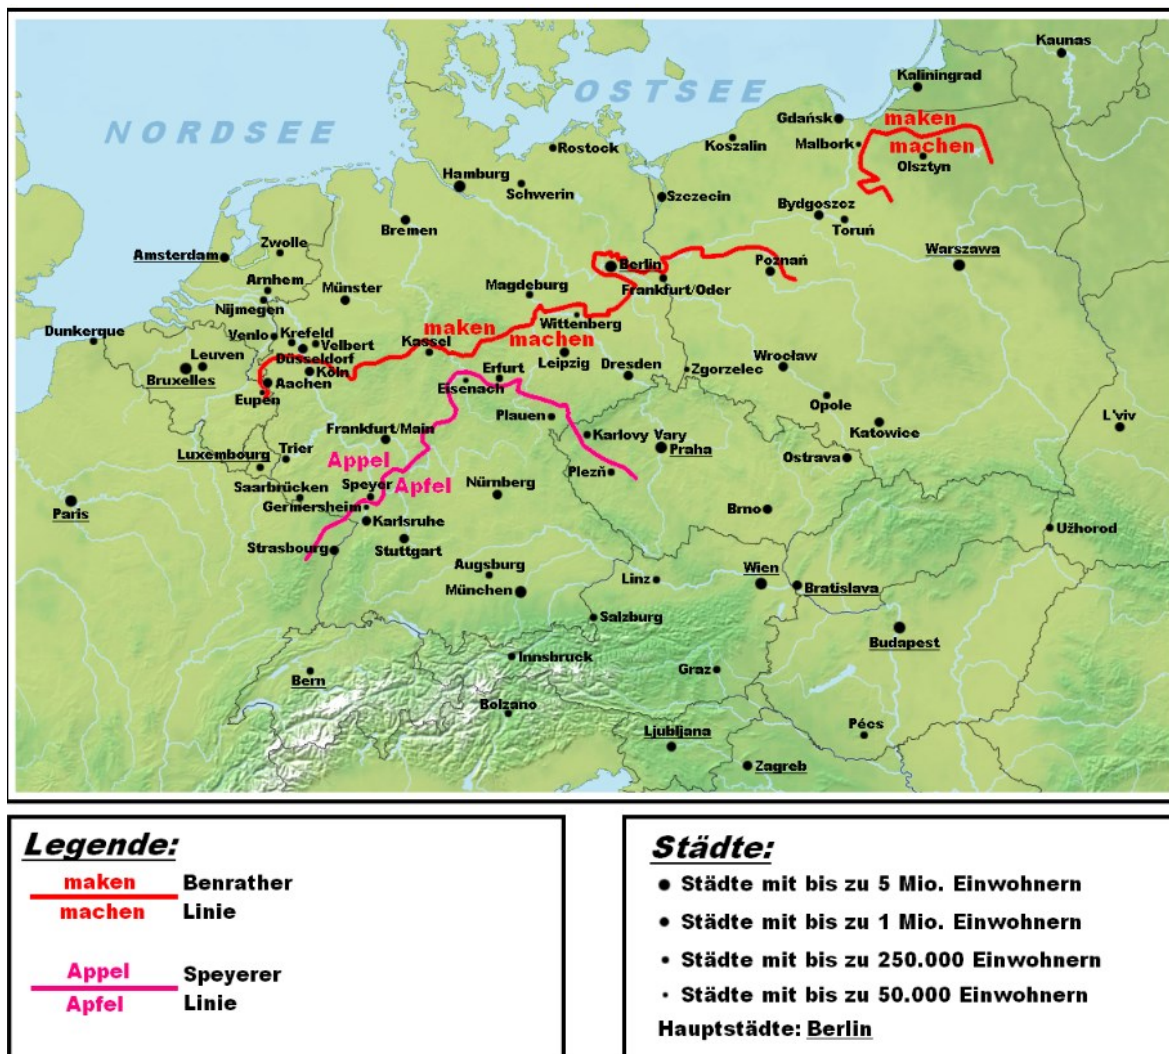 Kaunas
Kaliningrad
OSTSEE
NORDSEE
Gdańsk
maken
machen
Koszalin
Malbork
Olsztyn
Rostock
Hamburg
Schwerin
Szczecin
Bydgoszcz
Toruń
Bremen
Zwolle
Amsterdam
Berlin
Poznań
Warszawa
Arnhem
Münster
Magdeburg
Frankfurt/Oder
Nijmegen
Wittenberg
Dunkerque
Venlo
Krefeld
Velbert
maken
machen
Kassel
Leuven
Düsseldorf
Köln
Leipzig
Wrocław
Bruxelles
Aachen
Erfurt
Dresden
Zgorzelec
Eupen
Eisenach
Opole
Plauen
L'viv
Frankfurt/Main
Karlovy Vary
Katowice
Trier
Praha
Luxembourg
Appel
Apfel
Ostrava
Plezň
Saarbrücken
Speyer
Nürnberg
Paris
Germersheim
Brno
Karlsruhe
Užhorod
Strasbourg
Stuttgart
Augsburg
Linz
Wien
München
Bratislava
Salzburg
Budapest
Innsbruck
Bern
Graz
Bolzano
Pécs
Ljubljana
Zagreb
Legende:
maken Benrather
machen Linie
Appel Speyerer
Apfel Linie
Städte:
Städte mit bis zu 5 Mio. Einwohnern
Städte mit bis zu 1 Mio. Einwohnern
Städte mit bis zu 250.000 Einwohnern
Städte mit bis zu 50.000 Einwohnern
Hauptstädte: Berlin